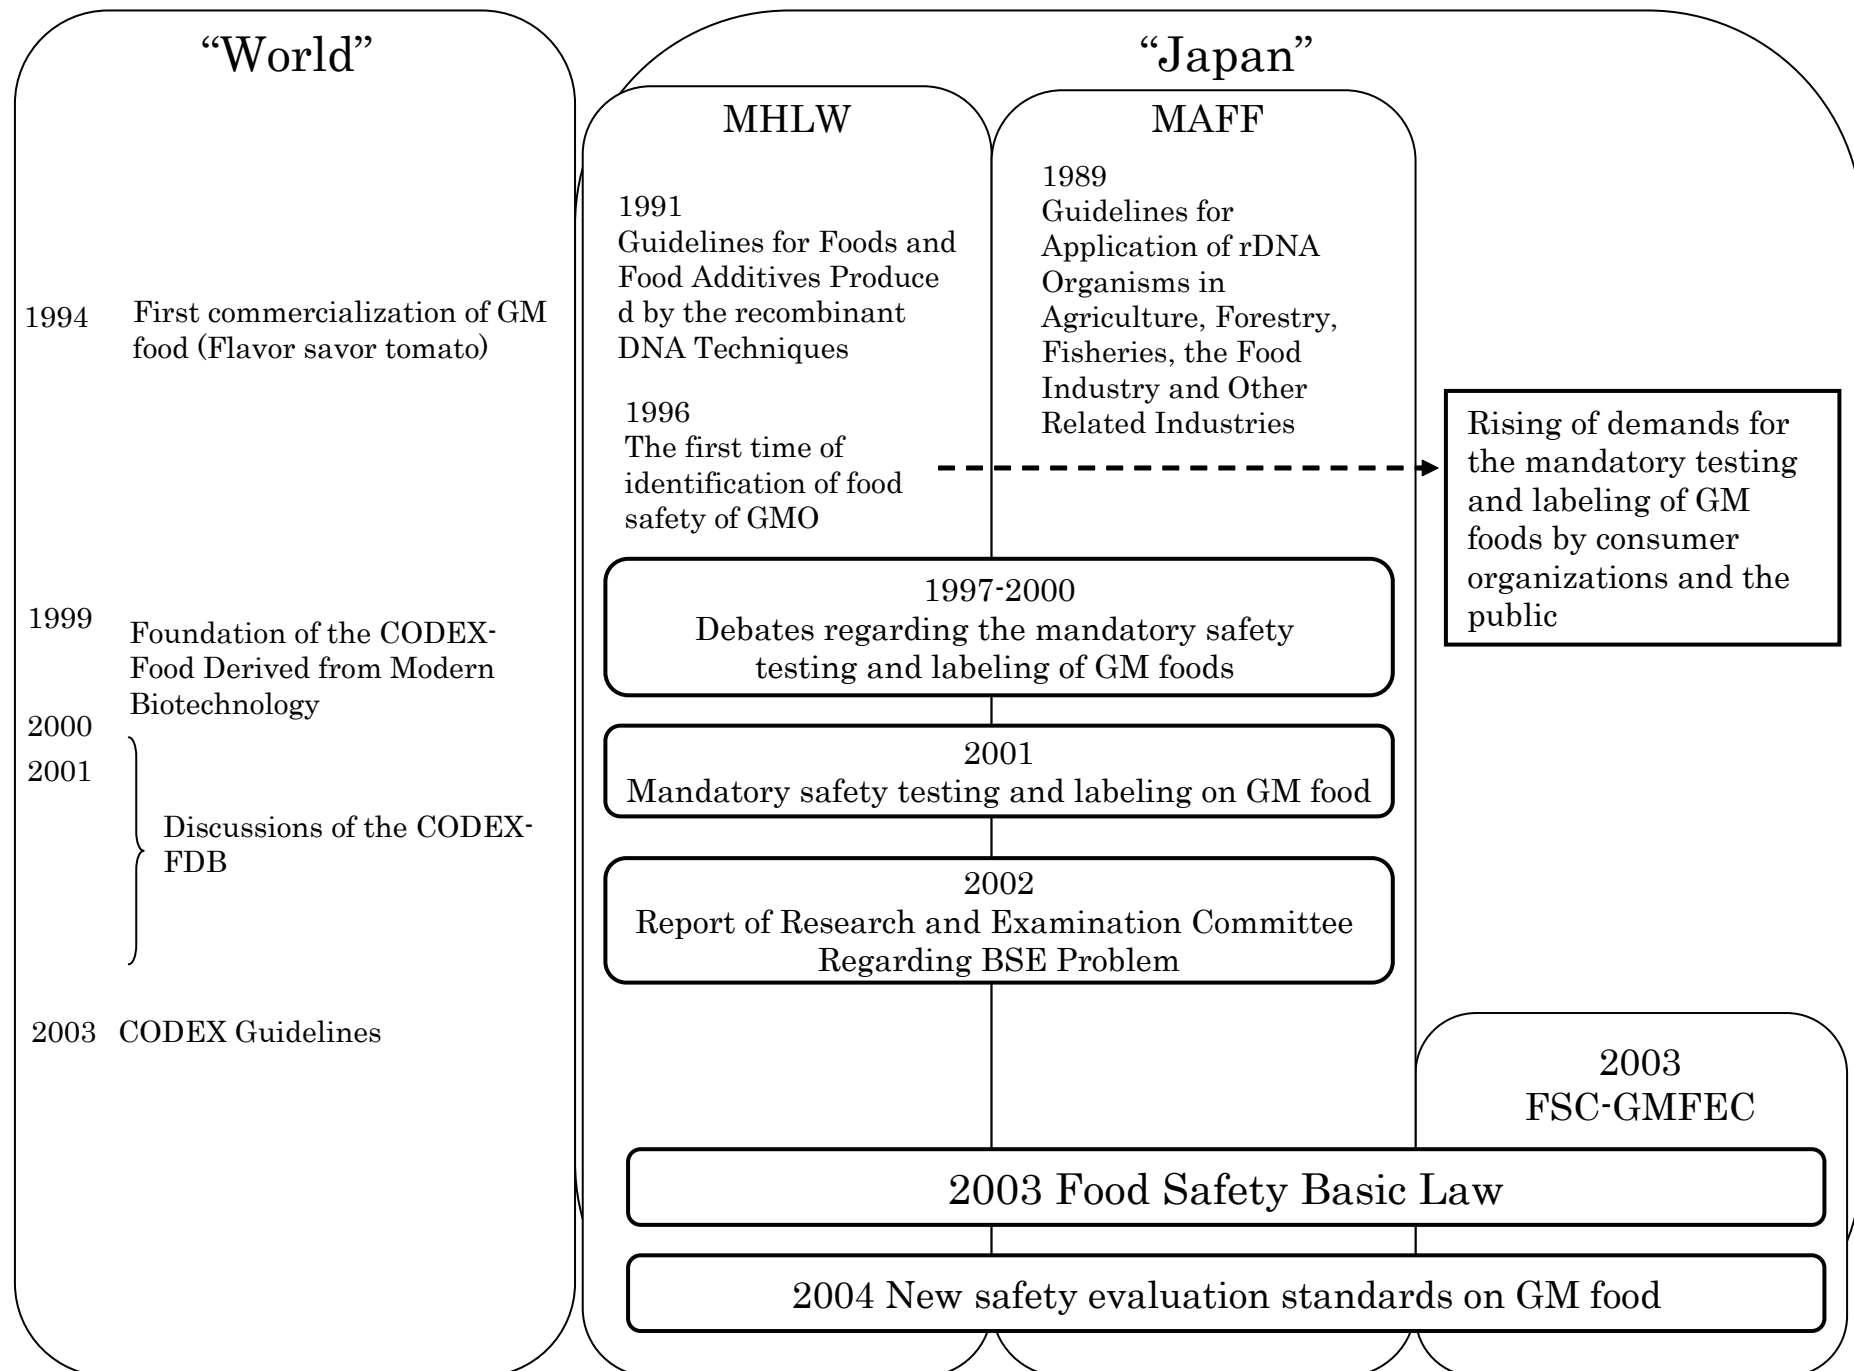 “World”
1994
First commercialization of GM
food (Flavor savor tomato)
1999
Foundation of the CODEX-
Food Derived from Modern
Biotechnology
2000
2001
Discussions of the CODEX-
FDB
2003
CODEX Guidelines
“Japan”
MHLW
1991
Guidelines for Foods and
Food Additives Produce
d by the recombinant
DNA Techniques
1996
The first time of
identification of food
safety of GMO
MAFF
1989
Guidelines for
Application of rDNA
Organisms in
Agriculture, Forestry,
Fisheries, the Food
Industry and Other
Related Industries
Rising of demands for
the mandatory testing
and labeling of GM
foods by consumer
organizations and the
public
1997-2000
Debates regarding the mandatory safety
testing and labeling of GM foods
2001
Mandatory safety testing and labeling on GM food
2002
Report of Research and Examination Committee
Regarding BSE Problem
2003
FSC-GMFEC
2003 Food Safety Basic Law
2004 New safety evaluation standards on GM food